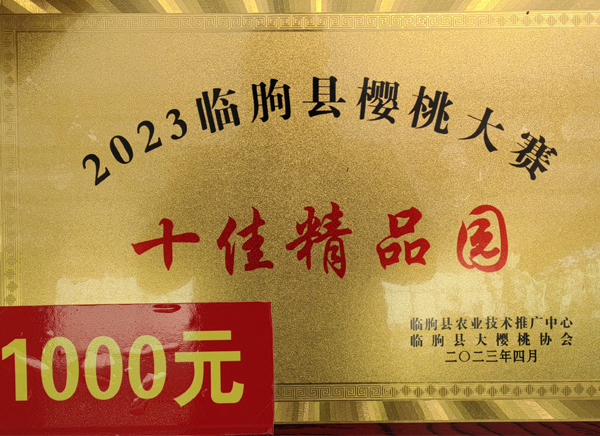 2023临朐县樱桃大赛
十佳精品园
临朐县农业技术推广中心
临朐县大樱桃协会
二〇二三年四月
1000元